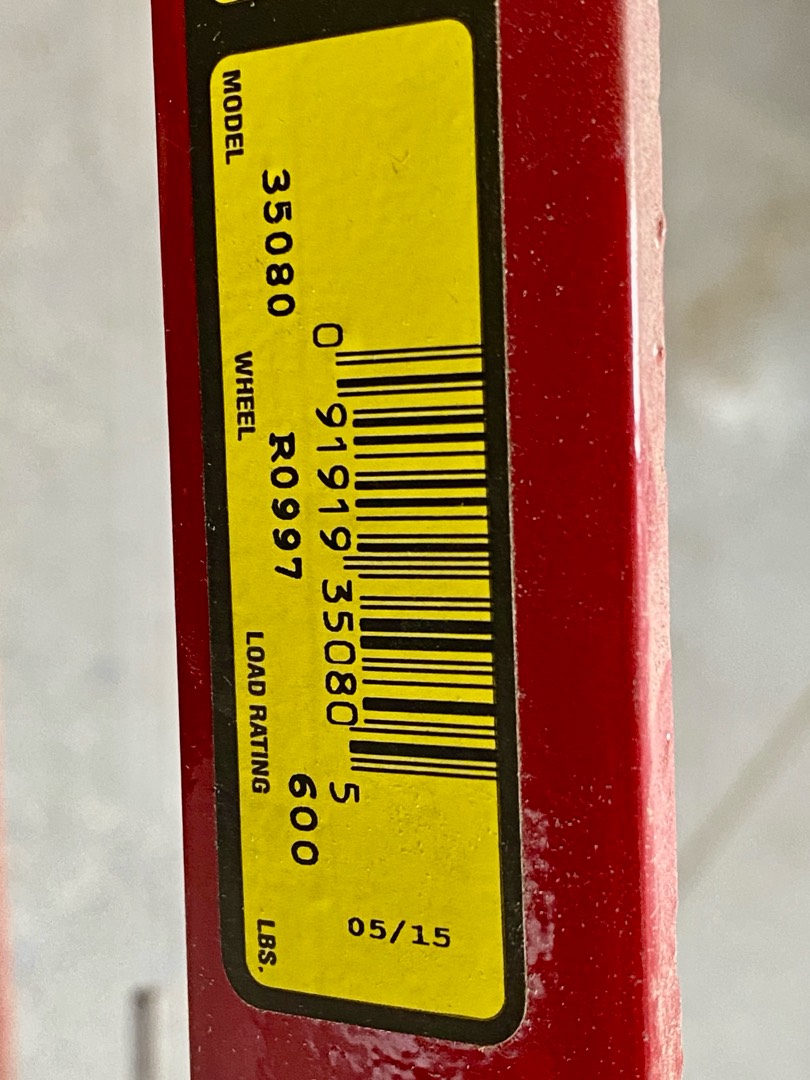 MODEL 35080 WHEEL R0997 LOAD RATING 600 LBS.
0 91919 35080 5
05/15